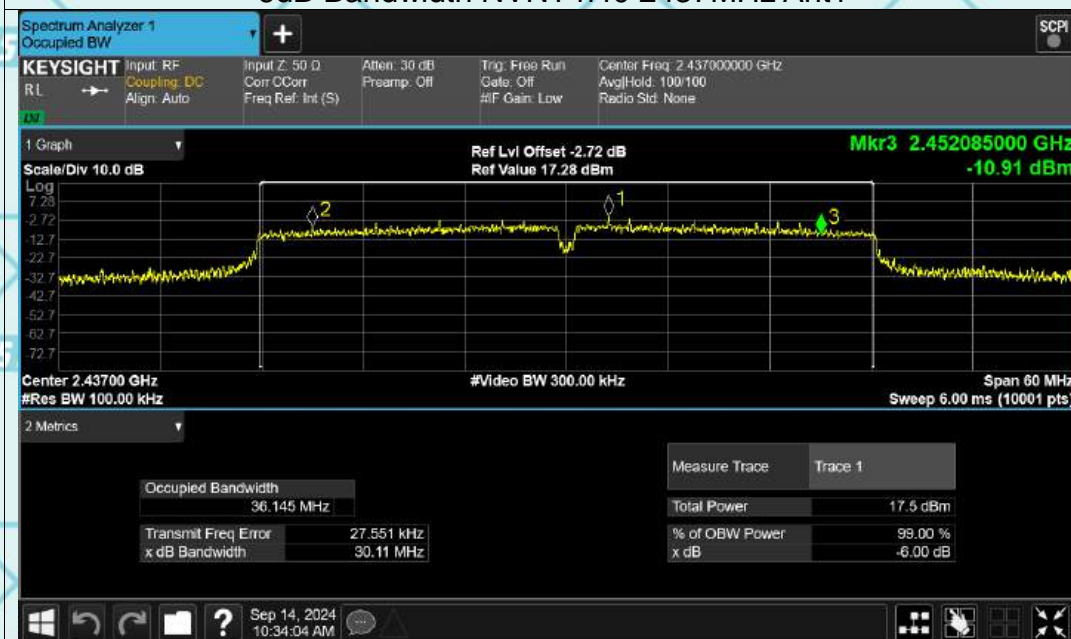 Spectrum Analyzer 1
Occupied BW
+
SCPI
KEYSIGHT
RL
Input: RF
Coupling: DC
Align: Auto
Input Z: 50 Ω
Corr CCorr
Freq Ref: Int (S)
Atten: 30 dB
Preamp: Off
Trig: Free Run
Gate: Off
#IF Gain: Low
Center Freq: 2.437000000 GHz
Avg|Hold: 100/100
Radio Std: None
1 Graph
Scale/Div 10.0 dB
Ref Lvl Offset -2.72 dB
Ref Value 17.28 dBm
Mkr3 2.452085000 GHz
-10.91 dBm
Log
7.28
-2.72
-12.7
-22.7
-32.7
-42.7
-52.7
-62.7
-72.7
2
1
3
Center 2.43700 GHz
#Video BW 300.00 kHz
Span 60 MHz
#Res BW 100.00 kHz
Sweep 6.00 ms (10001 pts)
2 Metrics
Measure Trace Trace 1
Occupied Bandwidth
36.145 MHz
Total Power 17.5 dBm
Transmit Freq Error 27.551 kHz
% of OBW Power 99.00 %
x dB Bandwidth 30.11 MHz
x dB -6.00 dB
?
Sep 14, 2024
10:34:04 AM